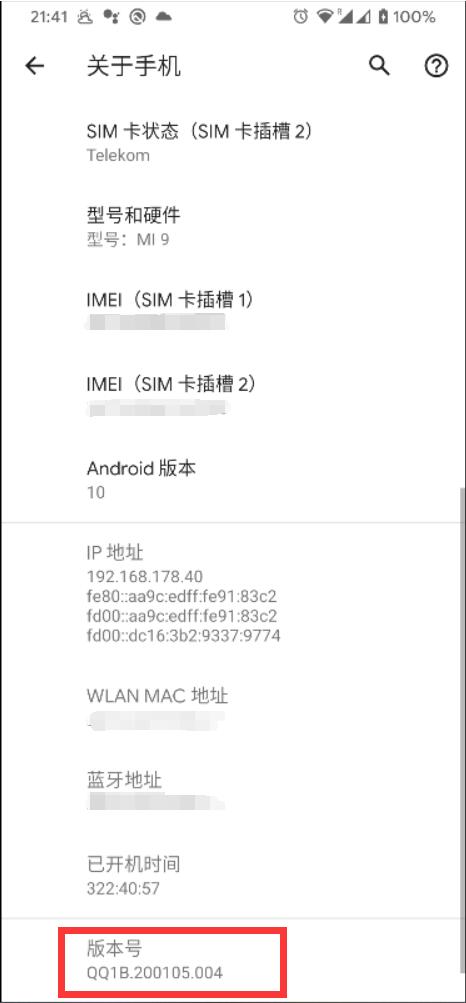 21:41
R
100%
关于手机
SIM 卡状态（SIM 卡插槽 2）
Telekom
型号和硬件
型号：MI 9
IMEI（SIM 卡插槽 1）
IMEI（SIM 卡插槽 2）
Android 版本
10
IP 地址
192.168.178.40
fe80::aa9c:edff:fe91:83c2
fd00::aa9c:edff:fe91:83c2
fd00::dc16:3b2:9337:9774
WLAN MAC 地址
蓝牙地址
已开机时间
322:40:57
版本号
QQ1B.200105.004